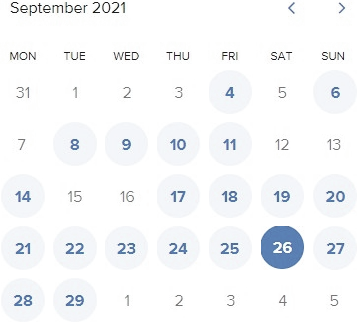 September 2021
MON TUE WED THU FRI SAT SUN
31 1 2 3 4 5 6
7 8 9 10 11 12 13
14 15 16 17 18 19 20
21 22 23 24 25 26 27
28 29 1 2 3 4 5